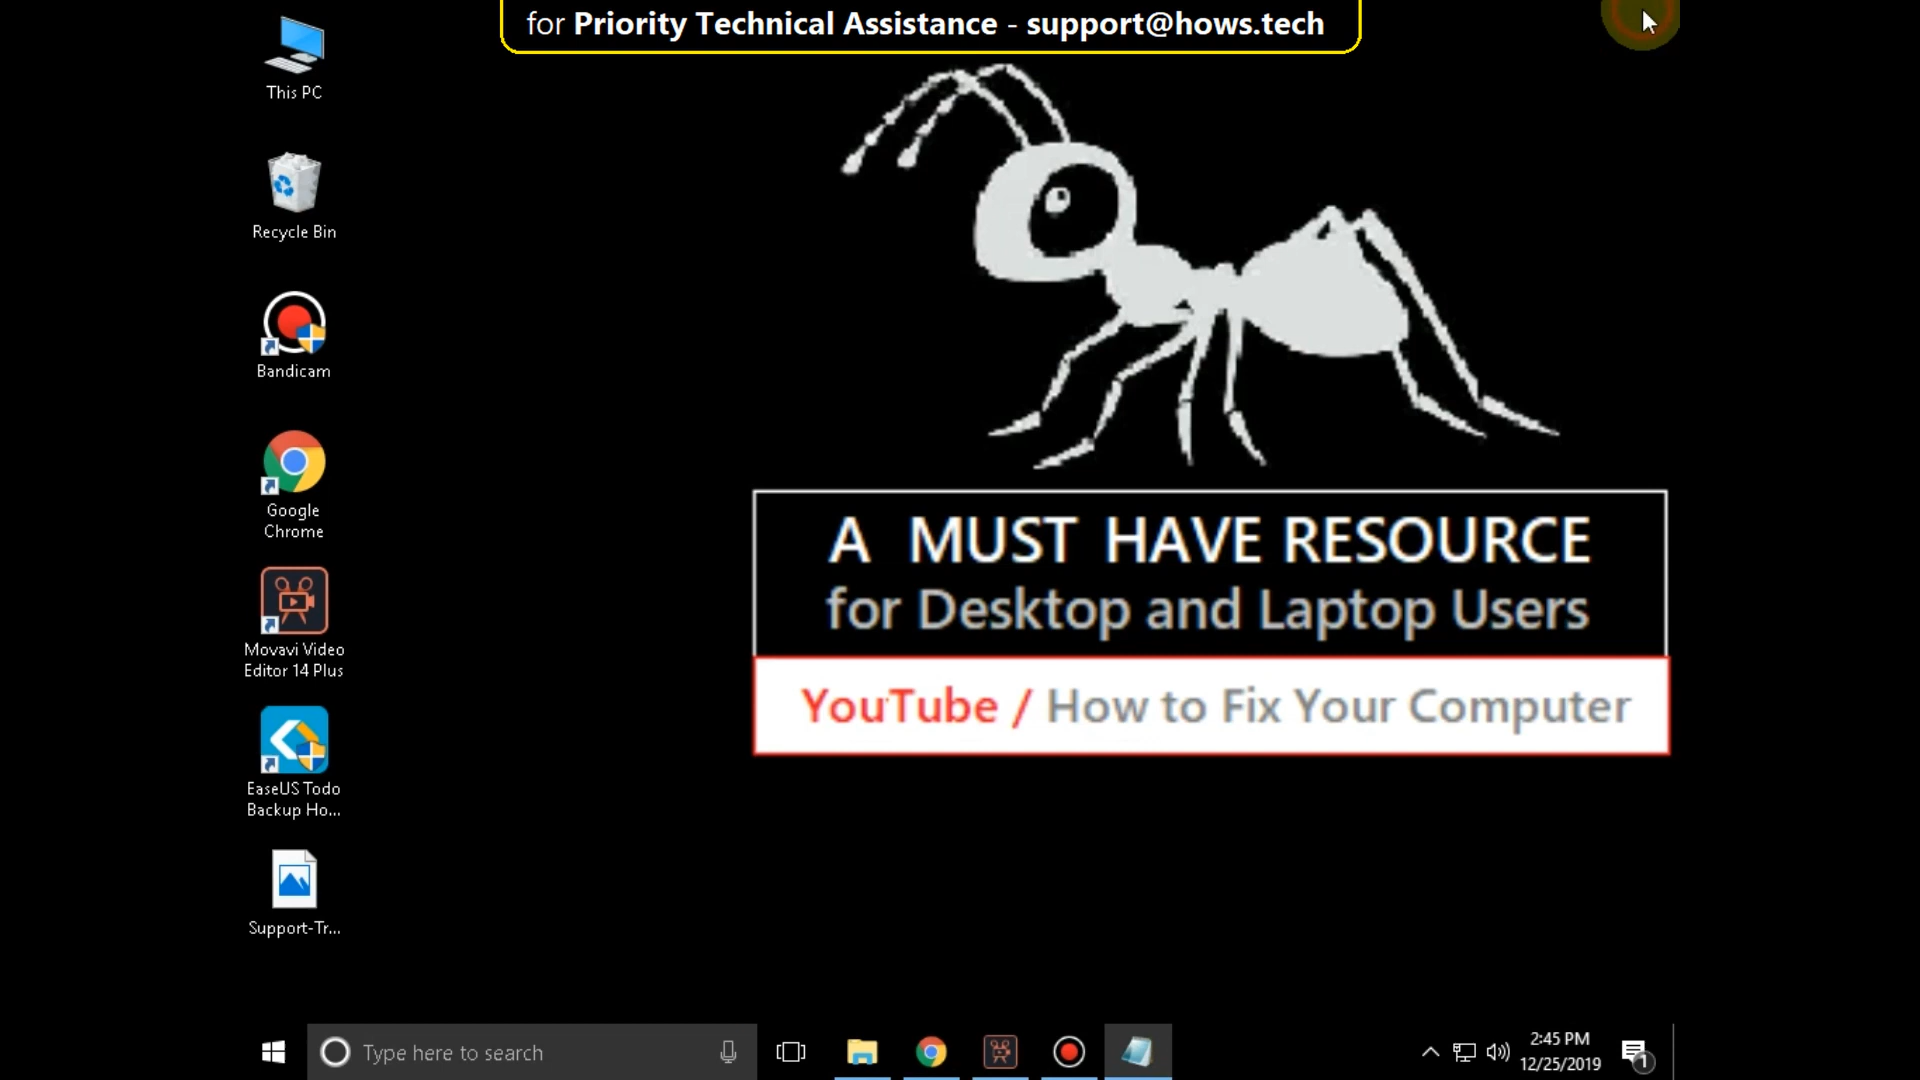 for Priority Technical Assistance - support@hows.tech
This PC
Recycle Bin
Bandicam
Google
Chrome
Movavi Video
Editor 14 Plus
EaseUS Todo
Backup Ho...
Support-Tr...
A MUST HAVE RESOURCE
for Desktop and Laptop Users
YouTube / How to Fix Your Computer
Type here to search
2:45 PM
12/25/2019
1